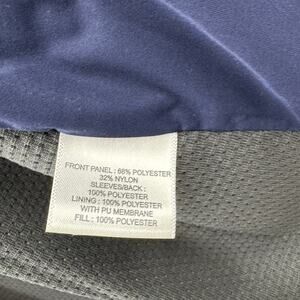 FRONT PANEL : 68% POLYESTER
32% NYLON
SLEEVES/BACK :
100% POLYESTER
LINING : 100% POLYESTER
WITH PU MEMBRANE
FILL : 100% POLYESTER